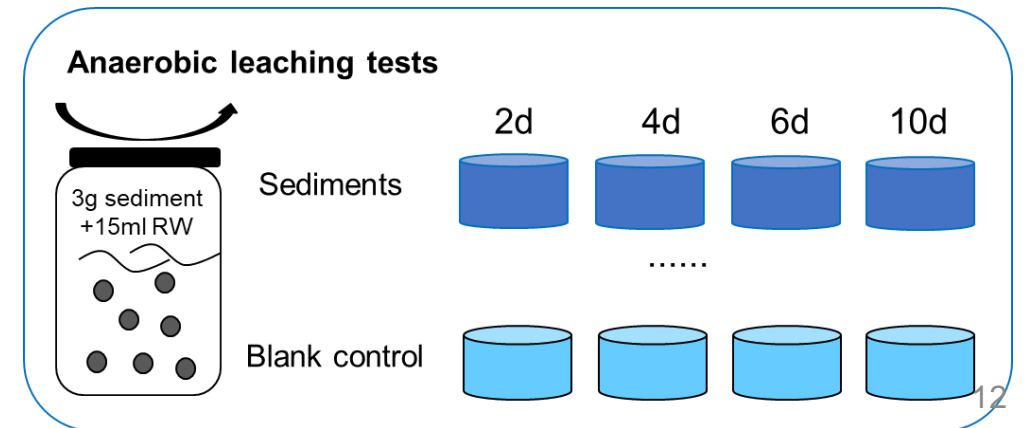 Anaerobic leaching tests
2d 4d 6d 10d
3g sediment
+15ml RW
Sediments
......
Blank control
12